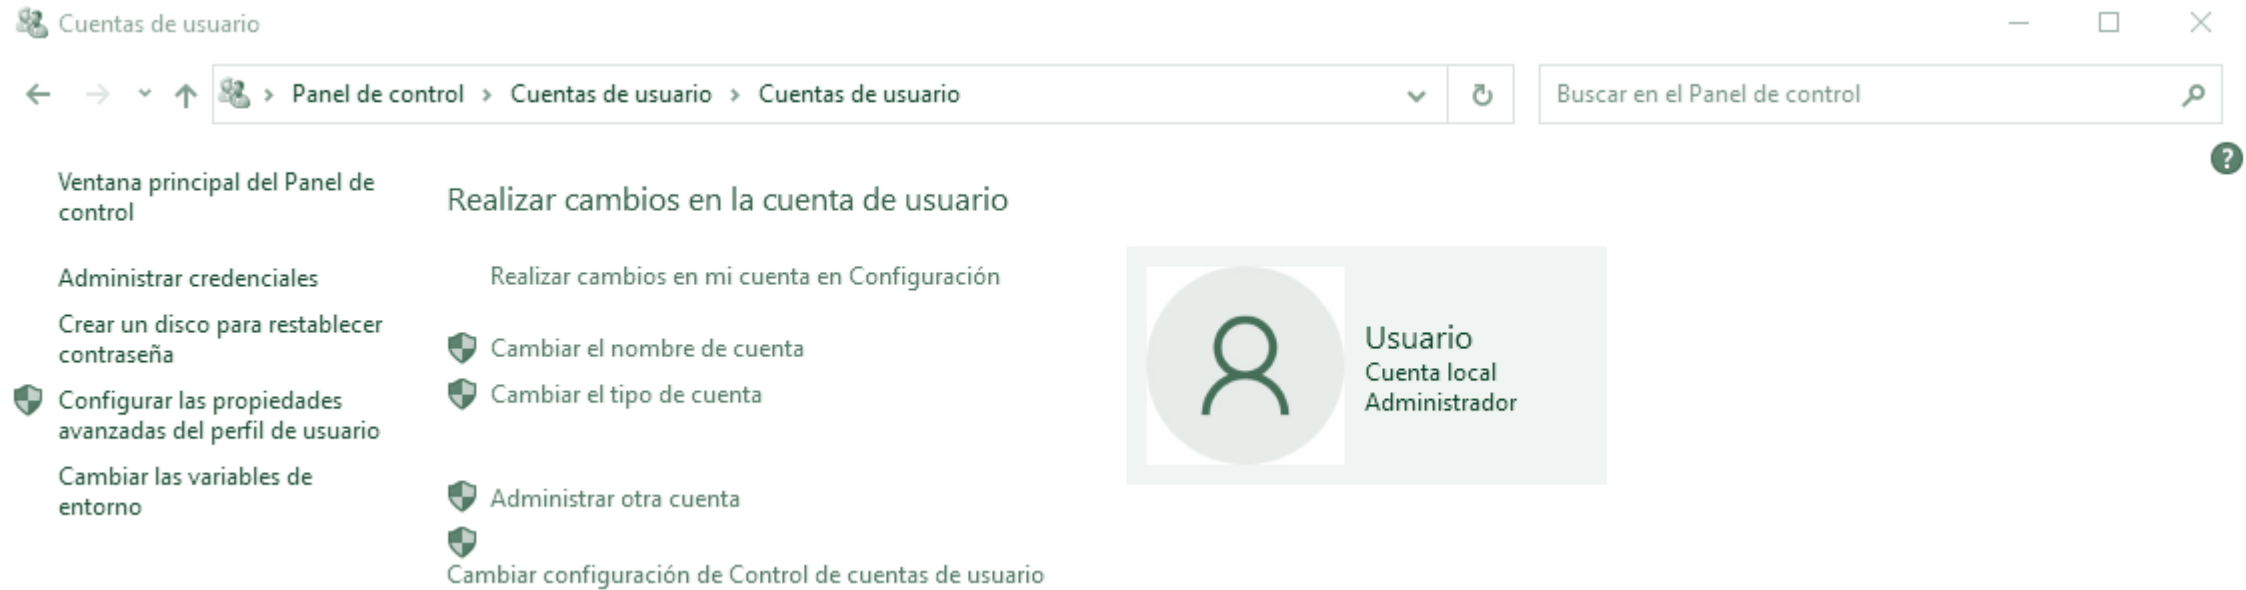 Cuentas de usuario
Panel de control > Cuentas de usuario > Cuentas de usuario
Buscar en el Panel de control
Ventana principal del Panel de
control
Administrar credenciales
Crear un disco para restablecer
contraseña
Configurar las propiedades
avanzadas del perfil de usuario
Cambiar las variables de
entorno
Realizar cambios en la cuenta de usuario
Realizar cambios en mi cuenta en Configuración
Cambiar el nombre de cuenta
Cambiar el tipo de cuenta
Administrar otra cuenta
Cambiar configuración de Control de cuentas de usuario
Usuario
Cuenta local
Administrador